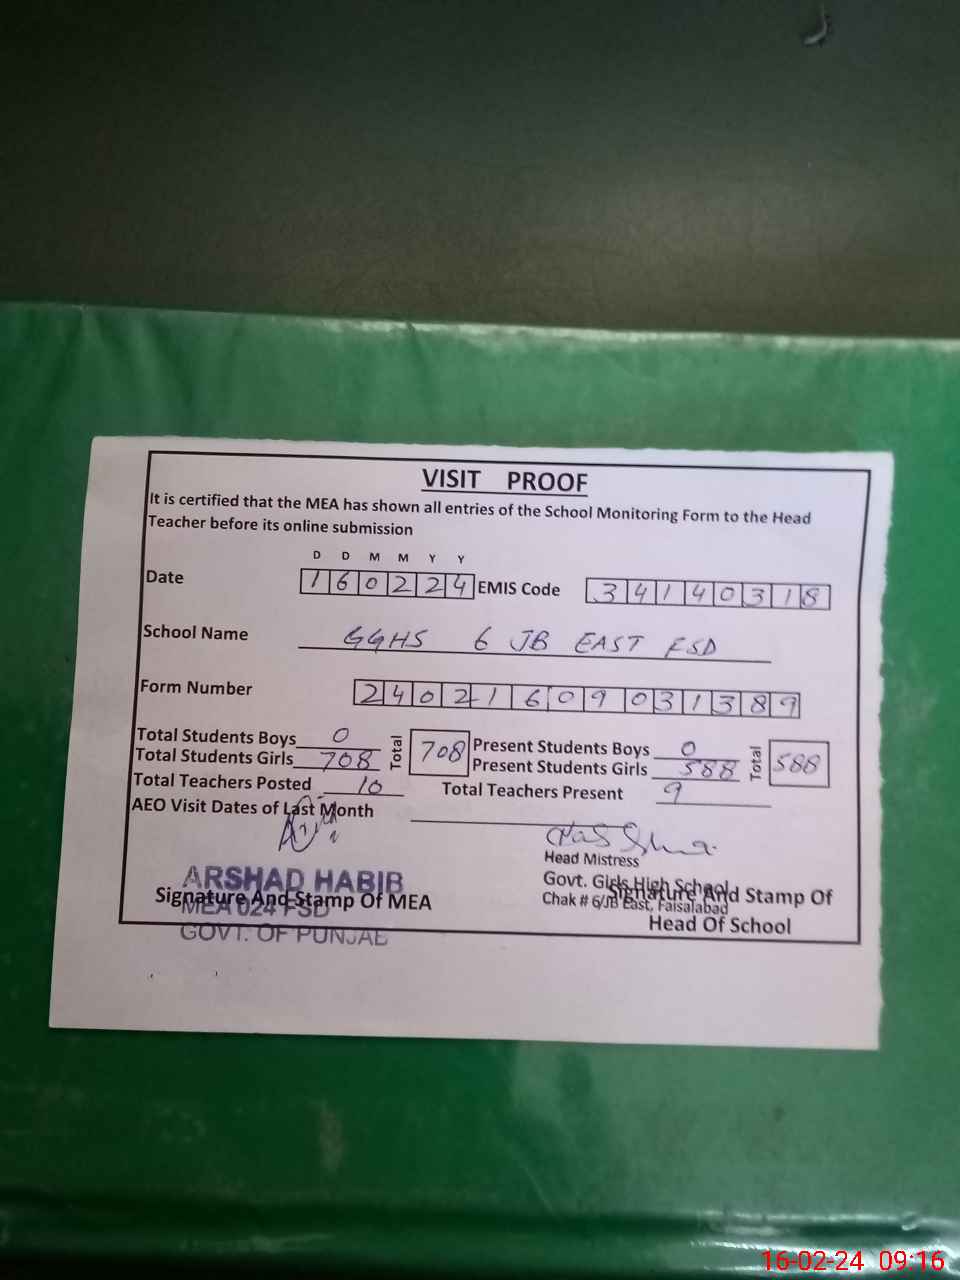 VISIT PROOF
It is certified that the MEA has shown all entries of the School Monitoring Form to the Head
Teacher before its online submission
D D M M Y Y
Date 160224 EMIS Code 34140318
School Name GGHS 6 JB EAST FSD
Form Number 24021609031389
Total Students Boys 0 Total 708 Present Students Boys 0 Total 588
Total Students Girls 708 Present Students Girls 588
Total Teachers Posted 10 Total Teachers Present 9
AEO Visit Dates of Last Month
Head Mistress
Govt. Girls High School
Chak # 6/JB East, Faisalabad
ARSHAD HABIB
MEA 024 FSD
GOVT. OF PUNJAB
Signature And Stamp Of MEA
Signature And Stamp Of
Head Of School
16-02-24 09:16